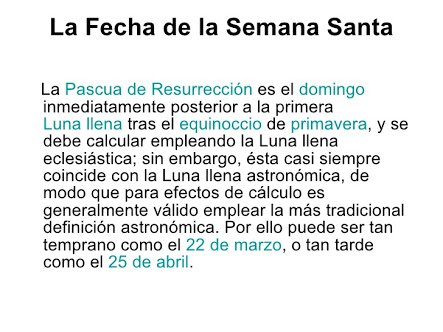 La Fecha de la Semana Santa
La Pascua de Resurrección es el domingo
inmediatamente posterior a la primera
Luna llena tras el equinoccio de primavera, y se
debe calcular empleando la Luna llena
eclesiástica; sin embargo, ésta casi siempre
coincide con la Luna llena astronómica, de
modo que para efectos de cálculo es
generalmente válido emplear la más tradicional
definición astronómica. Por ello puede ser tan
temprano como el 22 de marzo, o tan tarde
como el 25 de abril.